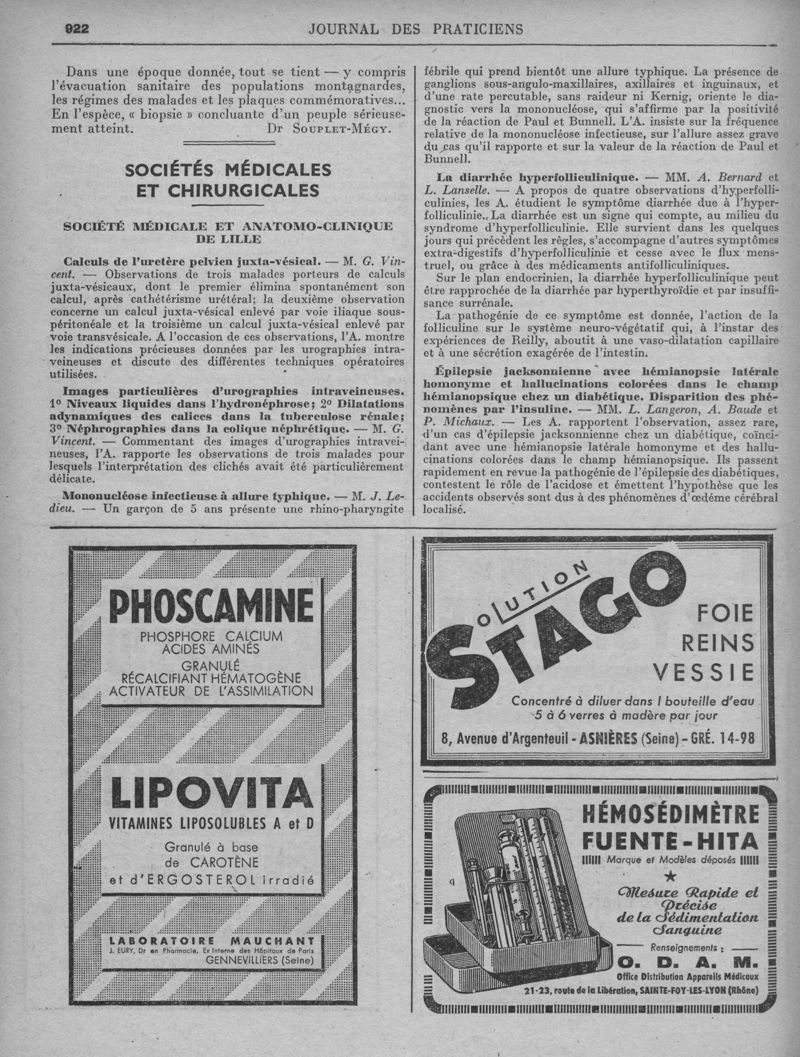 922
JOURNAL DES PRATICIENS
Dans une époque donnée, tout se tient — y compris
l'évacuation sanitaire des populations montagnardes,
les régimes des malades et les plaques commémoratives...
En l'espèce, « biopsie » concluante d'un peuple sérieuse-
ment atteint. Dr SOUPLET-MÉGY.
SOCIÉTÉS MÉDICALES
ET CHIRURGICALES
SOCIÉTÉ MÉDICALE ET ANATOMO-CLINIQUE
DE LILLE
Calculs de l'uretère pelvien juxta-vésical. — M. G. Vin-
cent. — Observations de trois malades porteurs de calculs
juxta-vésicaux, dont le premier élimina spontanément son
calcul, après cathétérisme urétéral; la deuxième observation
concerne un calcul juxta-vésical enlevé par voie iliaque sous-
péritonéale et la troisième un calcul juxta-vésical enlevé par
voie transvésicale. A l'occasion de ces observations, l'A. montre
les indications précieuses données par les urographies intra-
veineuses et discute des différentes techniques opératoires
utilisées.
Images particulières d'urographies intraveineuses.
1° Niveaux liquides dans l'hydronéphrose; 2° Dilatations
adynamiques des calices dans la tuberculose rénale;
3° Néphrographies dans la colique néphrétique. — M. G.
Vincent. — Commentant des images d'urographies intravei-
neuses, l'A. rapporte les observations de trois malades pour
lesquels l'interprétation des clichés avait été particulièrement
délicate.
Mononucléose infectieuse à allure typhique. — M. J. Le-
dieu. — Un garçon de 5 ans présente une rhino-pharyngite
fébrile qui prend bientôt une allure typhique. La présence de
ganglions sous-angulo-maxillaires, axillaires et inguinaux, et
d'une rate percutable, sans raideur ni Kernig, oriente le dia-
gnostic vers la mononucléose, qui s'affirme par la positivité
de la réaction de Paul et Bunnell. L'A. insiste sur la fréquence
relative de la mononucléose infectieuse, sur l'allure assez grave
du cas qu'il rapporte et sur la valeur de la réaction de Paul et
Bunnell.
La diarrhée hyperfolliculinique. — MM. A. Bernard et
L. Lanselle. — A propos de quatre observations d'hyperfolli-
culinies, les A. étudient le symptôme diarrhée due à l'hyper-
folliculinie. La diarrhée est un signe qui compte, au milieu du
syndrome d'hyperfolliculinie. Elle survient dans les quelques
jours qui précèdent les règles, s'accompagne d'autres symptômes
extra-digestifs d'hyperfolliculinie et cesse avec le flux mens-
truel, ou grâce à des médicaments antifolliculiniques.
Sur le plan endocrinien, la diarrhée hyperfolliculinique peut
être rapprochée de la diarrhée par hyperthyroïdie et par insuffi-
sance surrénale.
La pathogénie de ce symptôme est donnée, l'action de la
folliculine sur le système neuro-végétatif qui, à l'instar des
expériences de Reilly, aboutit à une vaso-dilatation capillaire
et à une sécrétion exagérée de l'intestin.
Épilepsie jacksonnienne avec hémianopsie latérale
homonyme et hallucinations colorées dans le champ
hémianopsique chez un diabétique. Disparition des phé-
nomènes par l'insuline. — MM. L. Langeron, A. Baude et
P. Michaux. — Les A. rapportent l'observation, assez rare,
d'un cas d'épilepsie jacksonnienne chez un diabétique, coïnci-
dant avec une hémianopsie latérale homonyme et des hallu-
cinations colorées dans le champ hémianopsique. Ils passent
rapidement en revue la pathogénie de l'épilepsie des diabétiques,
contestent le rôle de l'acidose et émettent l'hypothèse que les
accidents observés sont dus à des phénomènes d'œdéme cérébral
localisé.
PHOSCAMINE
PHOSPHORE CALCIUM
ACIDES AMINÉS
GRANULÉ
RÉCALCIFIANT HÉMATOGÈNE
ACTIVATEUR DE L'ASSIMILATION
LIPOVITA
VITAMINES LIPOSOLUBLES A et D
Granulé à base
de CAROTÈNE
et d'ERGOSTEROL irradié
LABORATOIRE MAUCHANT
J. EURY, Dr en Pharmacie, Ex Interne des Hôpitaux de Paris
GENNEVILLIERS (Seine)
SOLUTION
STAGO
FOIE
REINS
VESSIE
Concentré à diluer dans 1 bouteille d'eau
5 à 6 verres à madère par jour
8, Avenue d'Argenteuil - ASNIÈRES (Seine) - GRÉ. 14-98
HÉMOSÉDIMÈTRE
FUENTE-HITA
Marque et Modèles déposés
Mesure Rapide et
Précise
de la Sédimentation
Sanguine
Renseignements :
O. D. A. M.
Office Distribution Appareils Médicaux
21-23, route de la Libération, SAINTE-FOY-LES-LYON (Rhône)